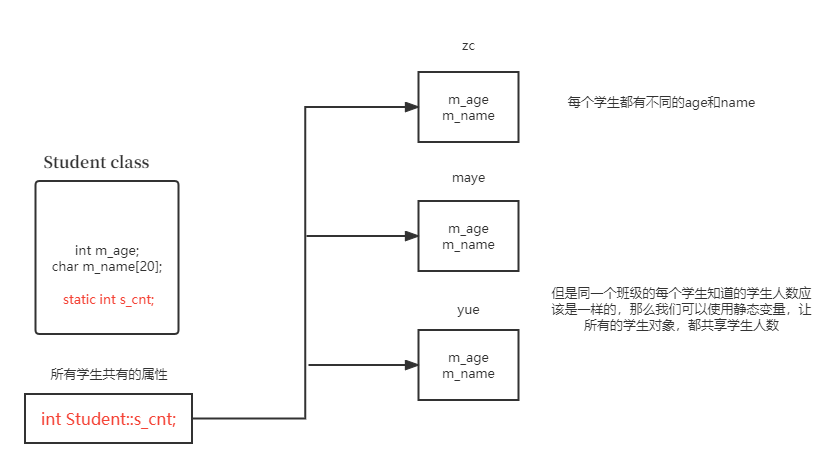 zc
m_age
m_name
每个学生都有不同的age和name
Student class
int m_age;
char m_name[20];
static int s_cnt;
maye
m_age
m_name
但是同一个班级的每个学生知道的学生人数应
该是一样的，那么我们可以使用静态变量，让
所有的学生对象，都共享学生人数
yue
m_age
m_name
所有学生共有的属性
int Student::s_cnt;